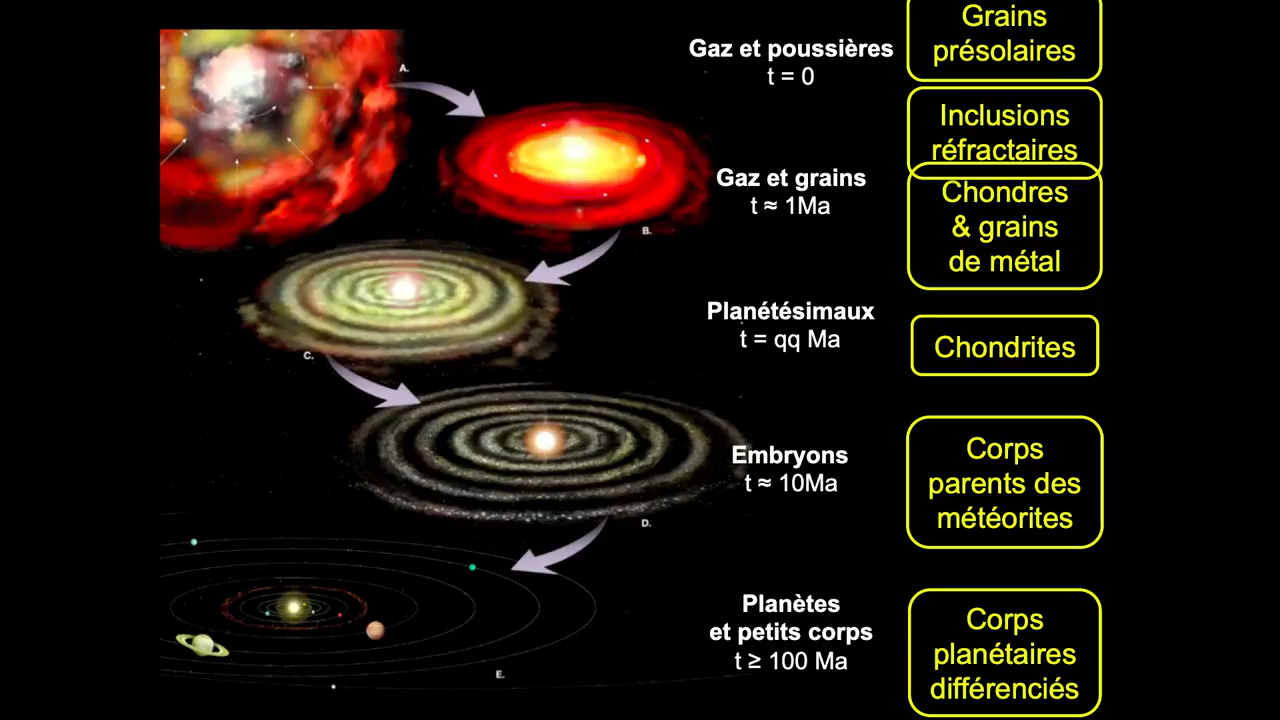 Grains
présolaires
Gaz et poussières
t = 0
A.
Inclusions
réfractaires
Gaz et grains
t ≈ 1Ma
B.
Chondres
& grains
de métal
Planétésimaux
t = qq Ma
C.
Chondrites
Embryons
t ≈ 10Ma
D.
Corps
parents des
météorites
Planètes
et petits corps
t ≥ 100 Ma
E.
Corps
planétaires
différenciés